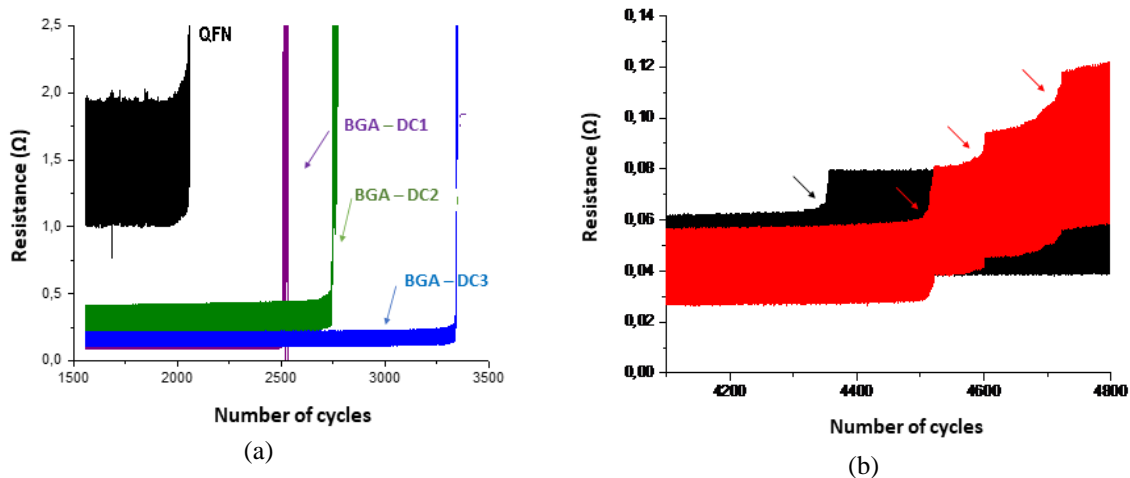 2,5
2,0
1,5
1,0
0,5
0,0
Resistance (Ω)
QFN
BGA – DC1
BGA – DC2
BGA – DC3
1500 2000 2500 3000 3500
Number of cycles
(a)
0,14
0,12
0,10
0,08
0,06
0,04
0,02
0,00
Resistance (Ω)
4200 4400 4600 4800
Number of cycles
(b)